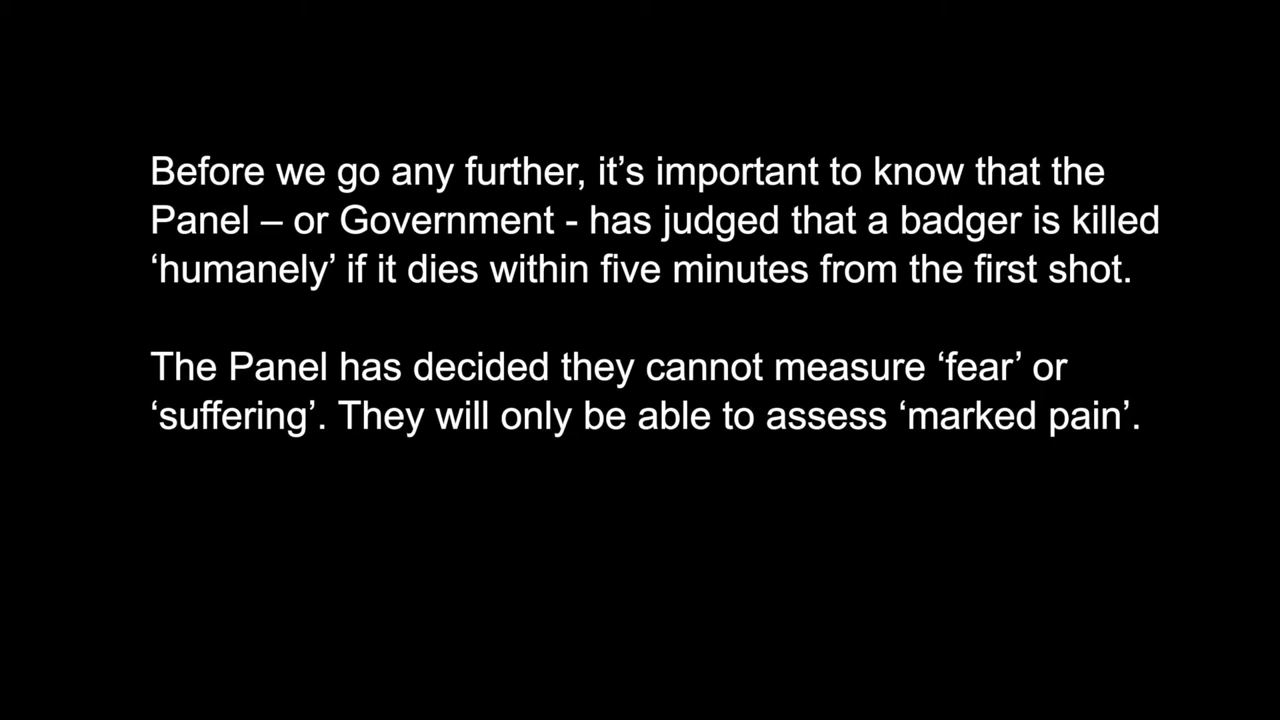 Before we go any further, it’s important to know that the
Panel – or Government - has judged that a badger is killed
‘humanely’ if it dies within five minutes from the first shot.
The Panel has decided they cannot measure ‘fear’ or
‘suffering’. They will only be able to assess ‘marked pain’.